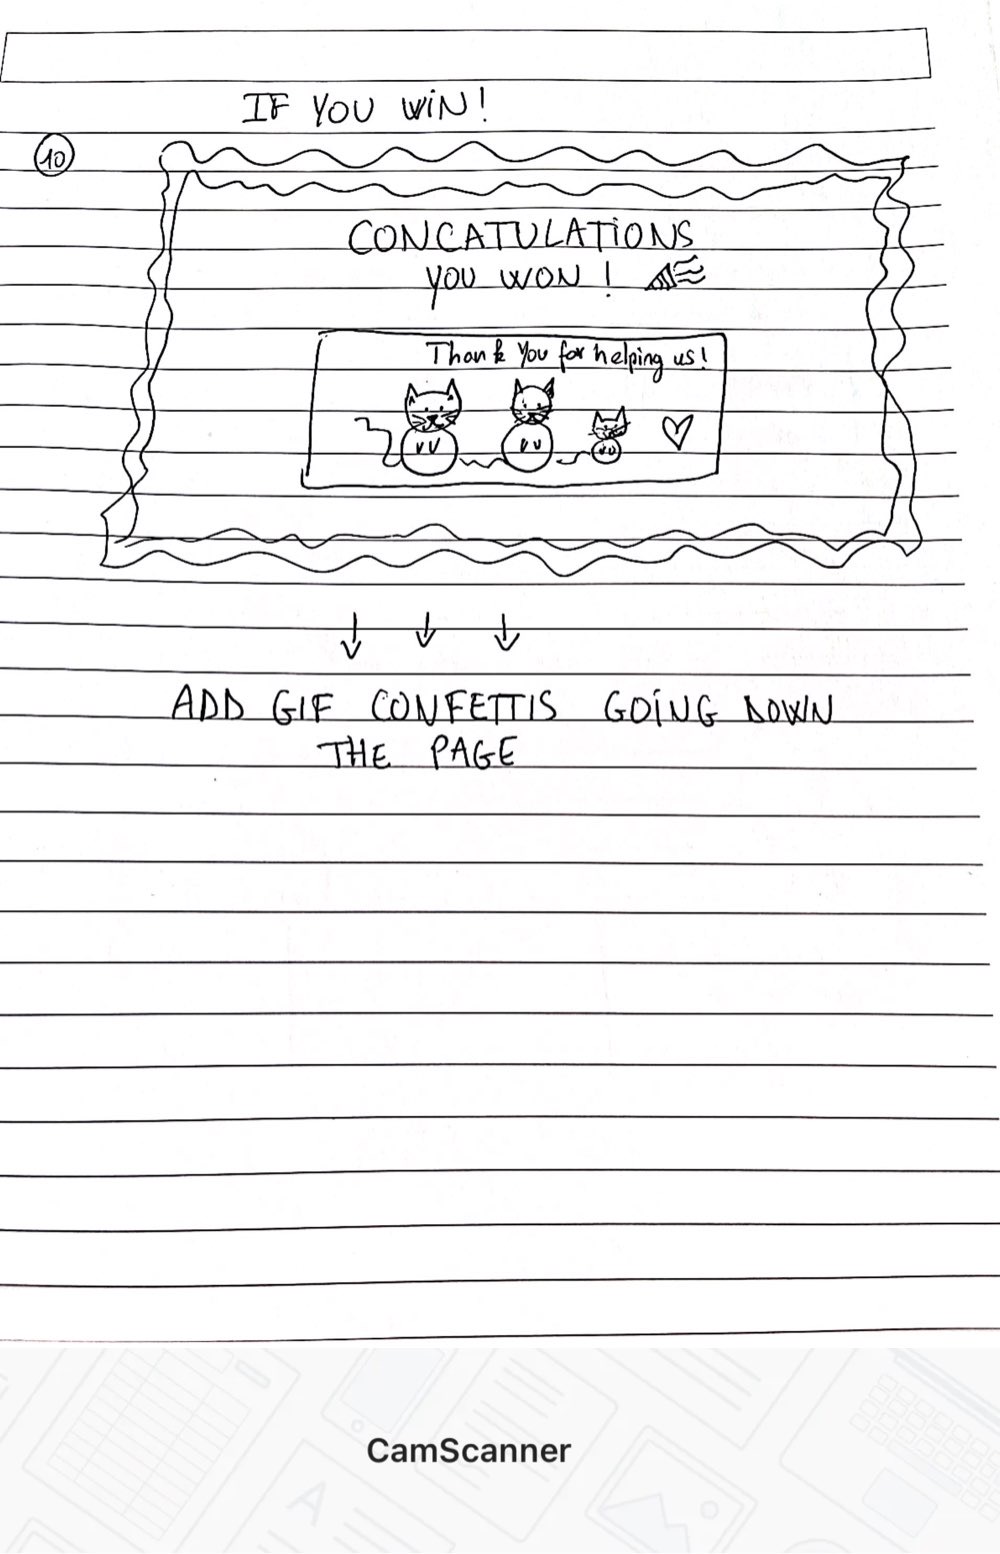 IF YOU WiN!
10
CONCATULATiONS
YOU WON!
Thank You for helping us!
ADD GIF CONFETTIS GOiNG DOWN
THE PAGE
CamScanner